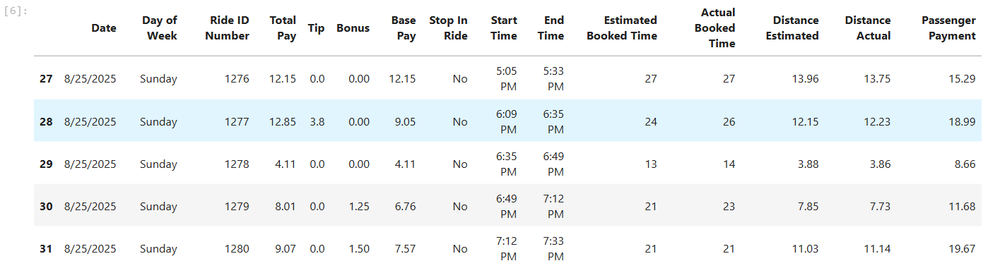 [6]:
Date Day of Week Ride ID Number Total Pay Tip Bonus Base Pay Stop In Ride Start Time End Time Estimated Booked Time Actual Booked Time Distance Estimated Distance Actual Passenger Payment
27 8/25/2025 Sunday 1276 12.15 0.0 0.00 12.15 No 5:05 PM 5:33 PM 27 27 13.96 13.75 15.29
28 8/25/2025 Sunday 1277 12.85 3.8 0.00 9.05 No 6:09 PM 6:35 PM 24 26 12.15 12.23 18.99
29 8/25/2025 Sunday 1278 4.11 0.0 0.00 4.11 No 6:35 PM 6:49 PM 13 14 3.88 3.86 8.66
30 8/25/2025 Sunday 1279 8.01 0.0 1.25 6.76 No 6:49 PM 7:12 PM 21 23 7.85 7.73 11.68
31 8/25/2025 Sunday 1280 9.07 0.0 1.50 7.57 No 7:12 PM 7:33 PM 21 21 11.03 11.14 19.67